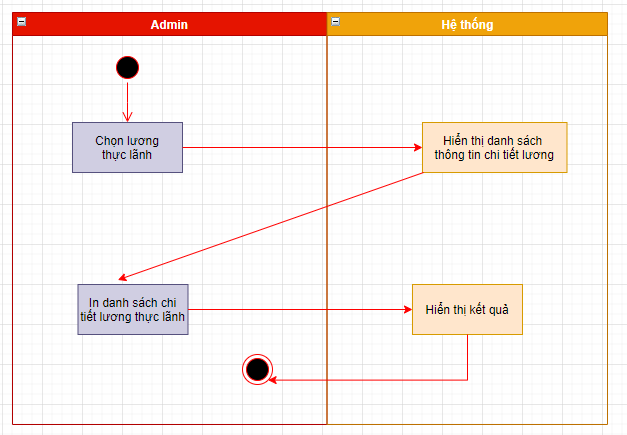 Admin
Hệ thống
Chọn lương
thực lãnh
Hiển thị danh sách
thông tin chi tiết lương
In danh sách chi
tiết lương thực lãnh
Hiển thị kết quả